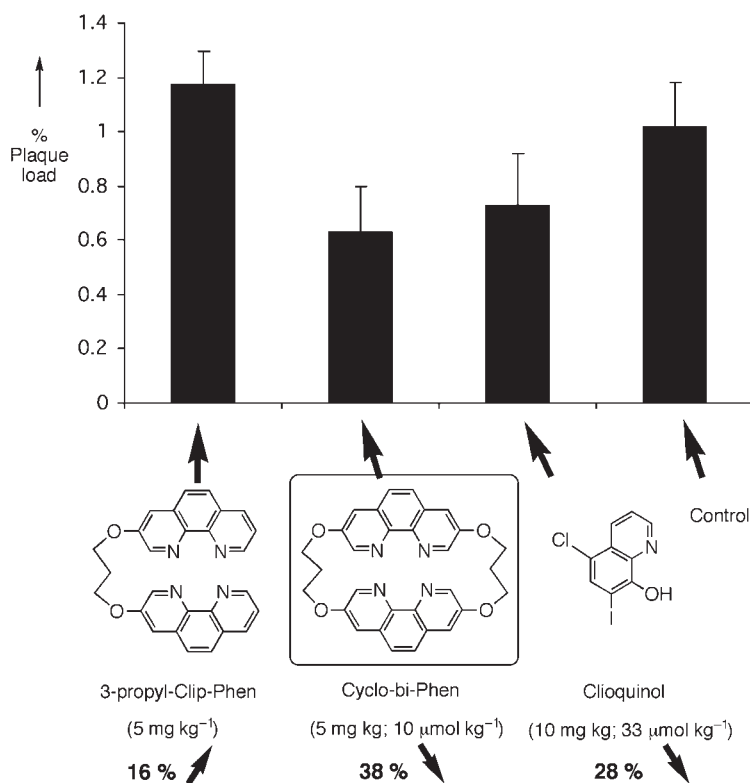 1.4
1.2
1
0.8
0.6
0.4
0.2
0
%
Plaque
load
Control
O
N N
O
N N
O O
N N
N N
O O
Cl
N
OH
I
3-propyl-Clip-Phen Cyclo-bi-Phen Clioquinol
(5 mg kg⁻¹) (5 mg kg; 10 μmol kg⁻¹) (10 mg kg; 33 μmol kg⁻¹)
16 % 38 % 28 %